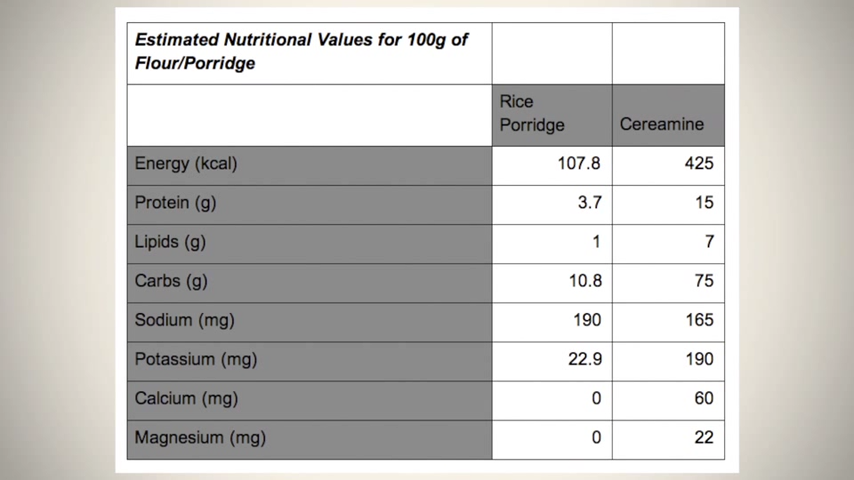 Estimated Nutritional Values for 100g of
Flour/Porridge
Rice
Porridge Cereamine
Energy (kcal) 107.8 425
Protein (g) 3.7 15
Lipids (g) 1 7
Carbs (g) 10.8 75
Sodium (mg) 190 165
Potassium (mg) 22.9 190
Calcium (mg) 0 60
Magnesium (mg) 0 22